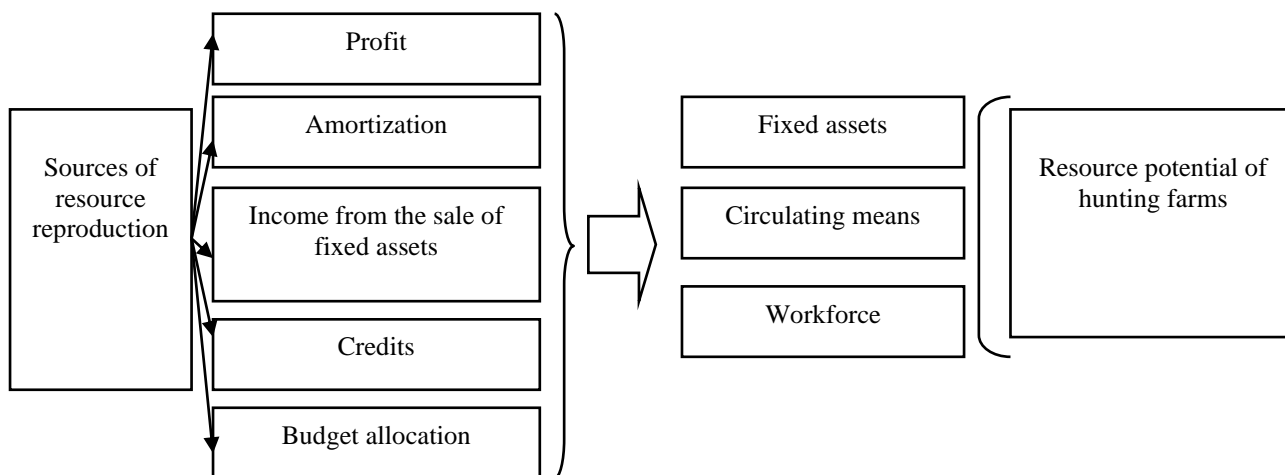 Sources of
resource
reproduction
Profit
Amortization
Income from the sale of
fixed assets
Credits
Budget allocation
Fixed assets
Circulating means
Workforce
Resource potential of
hunting farms